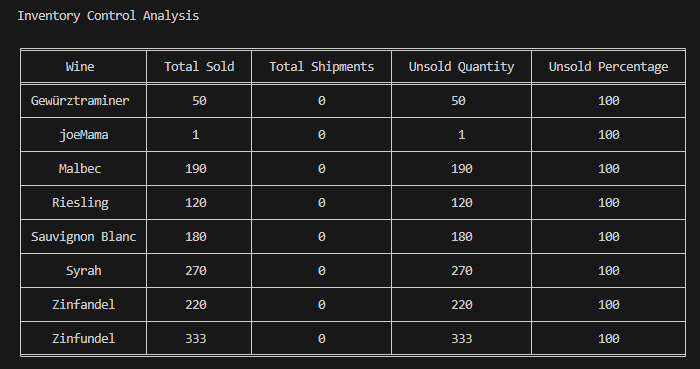 Inventory Control Analysis
Wine Total Sold Total Shipments Unsold Quantity Unsold Percentage
Gewürztraminer 50 0 50 100
joeMama 1 0 1 100
Malbec 190 0 190 100
Riesling 120 0 120 100
Sauvignon Blanc 180 0 180 100
Syrah 270 0 270 100
Zinfandel 220 0 220 100
Zinfundel 333 0 333 100